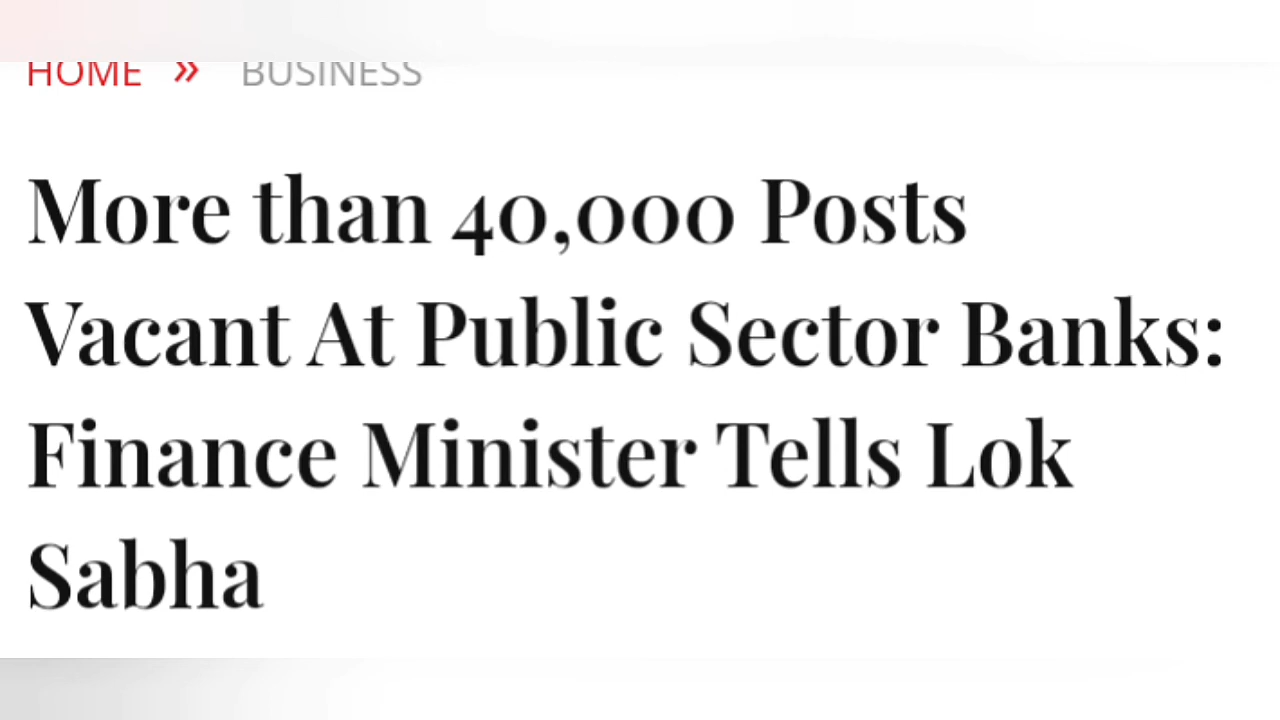 HOME » BUSINESS
More than 40,000 Posts
Vacant At Public Sector Banks:
Finance Minister Tells Lok
Sabha